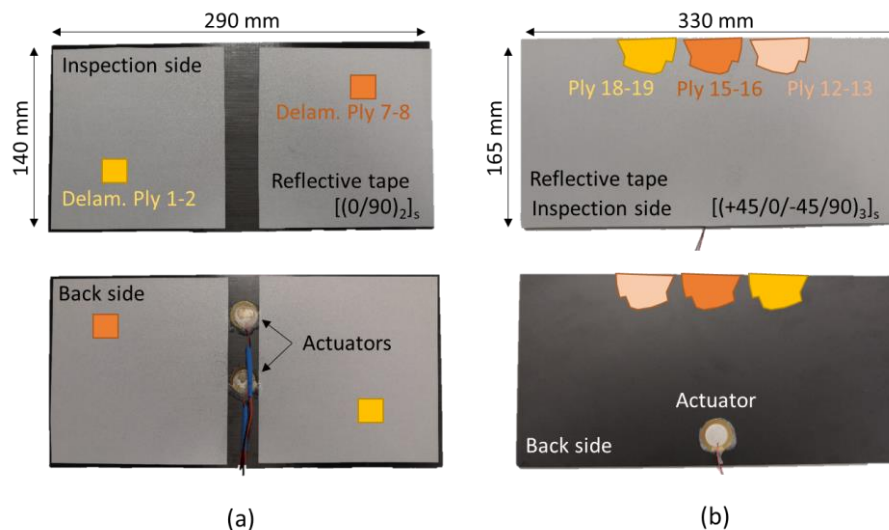 290 mm
330 mm
140 mm
Inspection side
Delam. Ply 7-8
Delam. Ply 1-2
Reflective tape
[(0/90)₂]ₛ
165 mm
Ply 18-19
Ply 15-16
Ply 12-13
Reflective tape
Inspection side
[(+45/0/-45/90)₃]ₛ
Back side
Actuators
Actuator
Back side
(a)
(b)